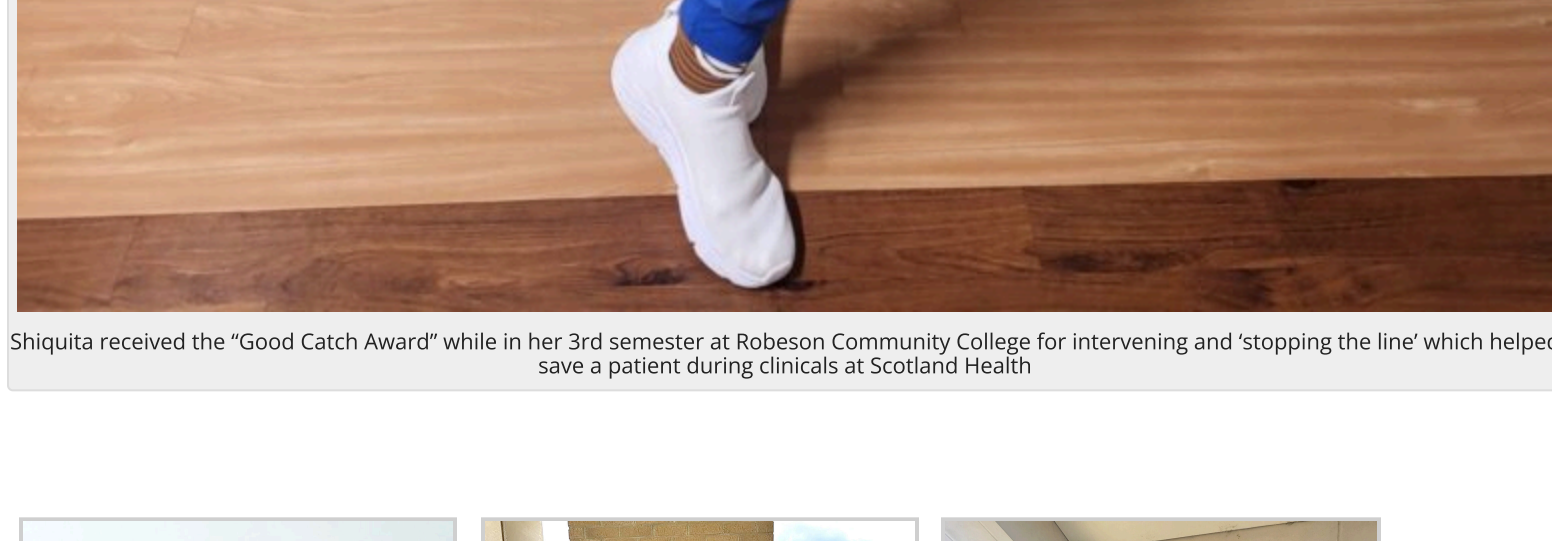 Shiquita received the “Good Catch Award” while in her 3rd semester at Robeson Community College for intervening and ‘stopping the line’ which helped
save a patient during clinicals at Scotland Health